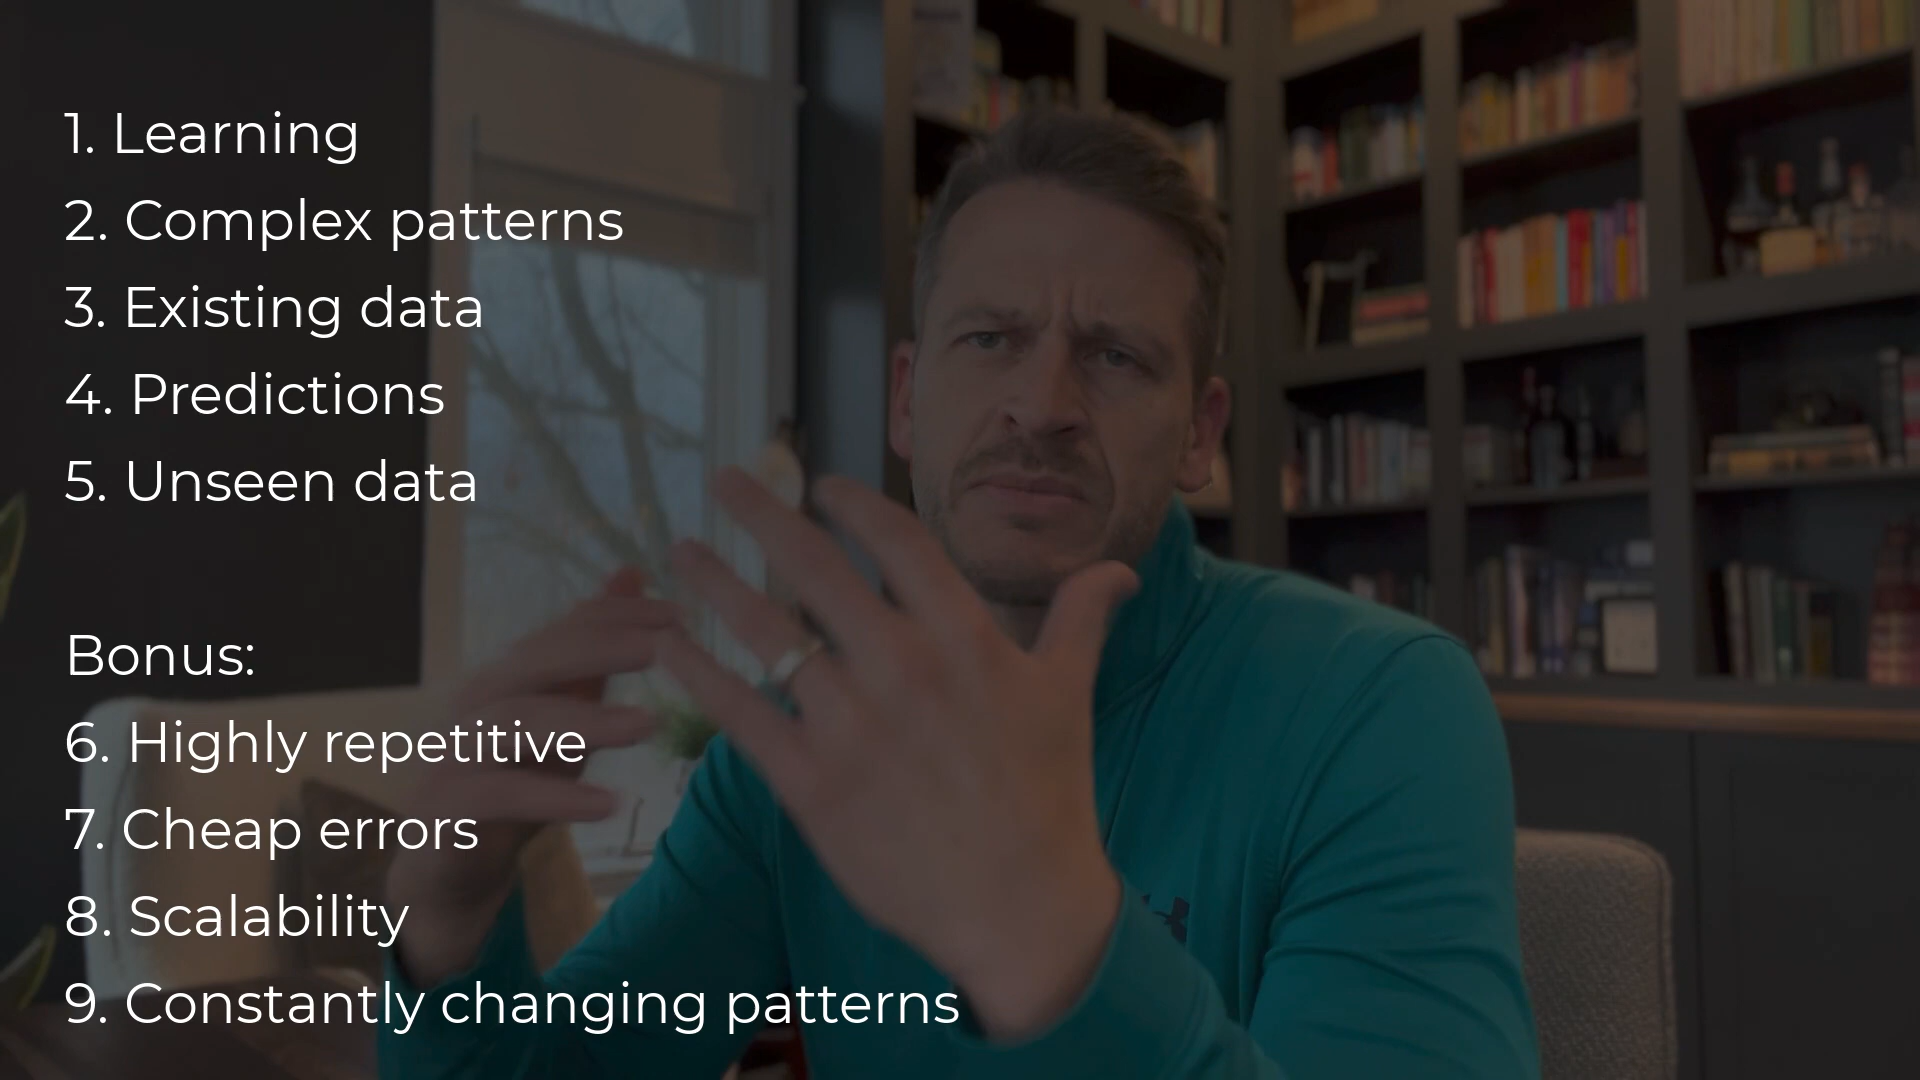 1. Learning
2. Complex patterns
3. Existing data
4. Predictions
5. Unseen data
Bonus:
6. Highly repetitive
7. Cheap errors
8. Scalability
9. Constantly changing patterns